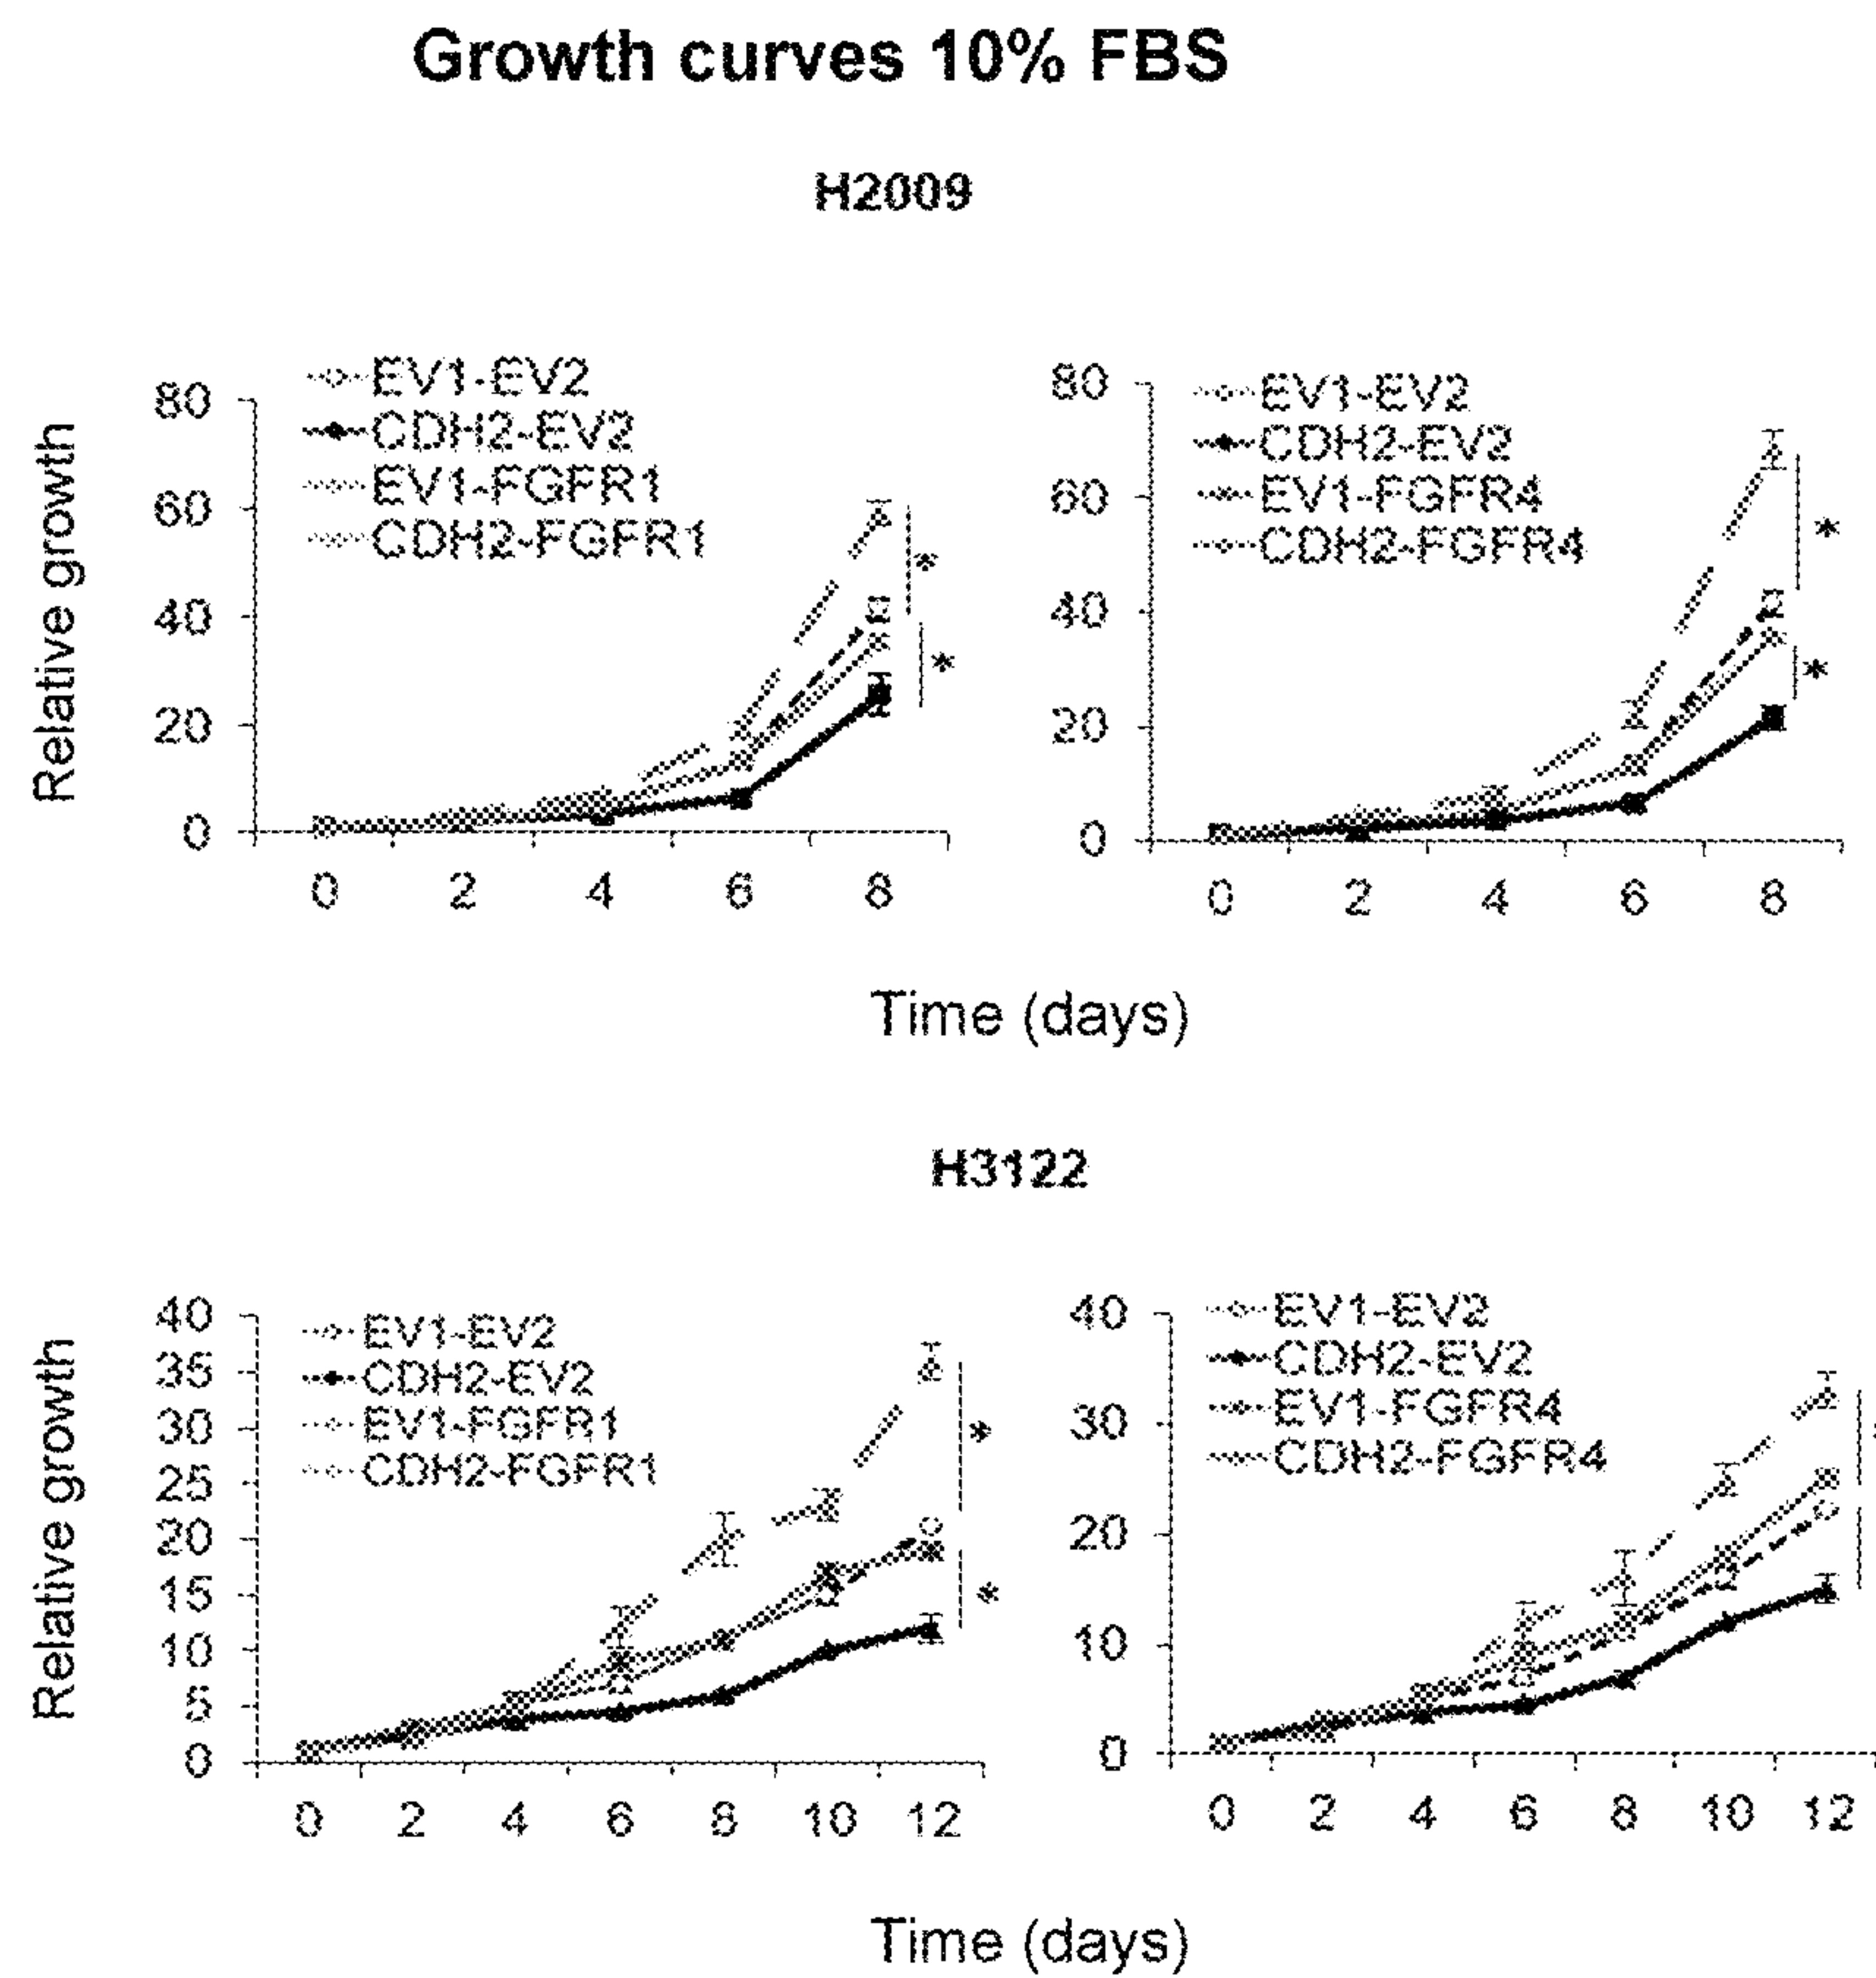 Growth curves 10% FBS
H2009
Relative growth
80
60
40
20
0
EV1-EV2
CDH2-EV2
EV1-FGFR1
CDH2-FGFR1
*
*
0 2 4 6 8
80
60
40
20
0
EV1-EV2
CDH2-EV2
EV1-FGFR4
CDH2-FGFR4
*
*
0 2 4 6 8
Time (days)
H3122
Relative growth
40
35
30
25
20
15
10
5
0
EV1-EV2
CDH2-EV2
EV1-FGFR1
CDH2-FGFR1
*
*
0 2 4 6 8 10 12
40
30
20
10
0
EV1-EV2
CDH2-EV2
EV1-FGFR4
CDH2-FGFR4
0 2 4 6 8 10 12
Time (days)